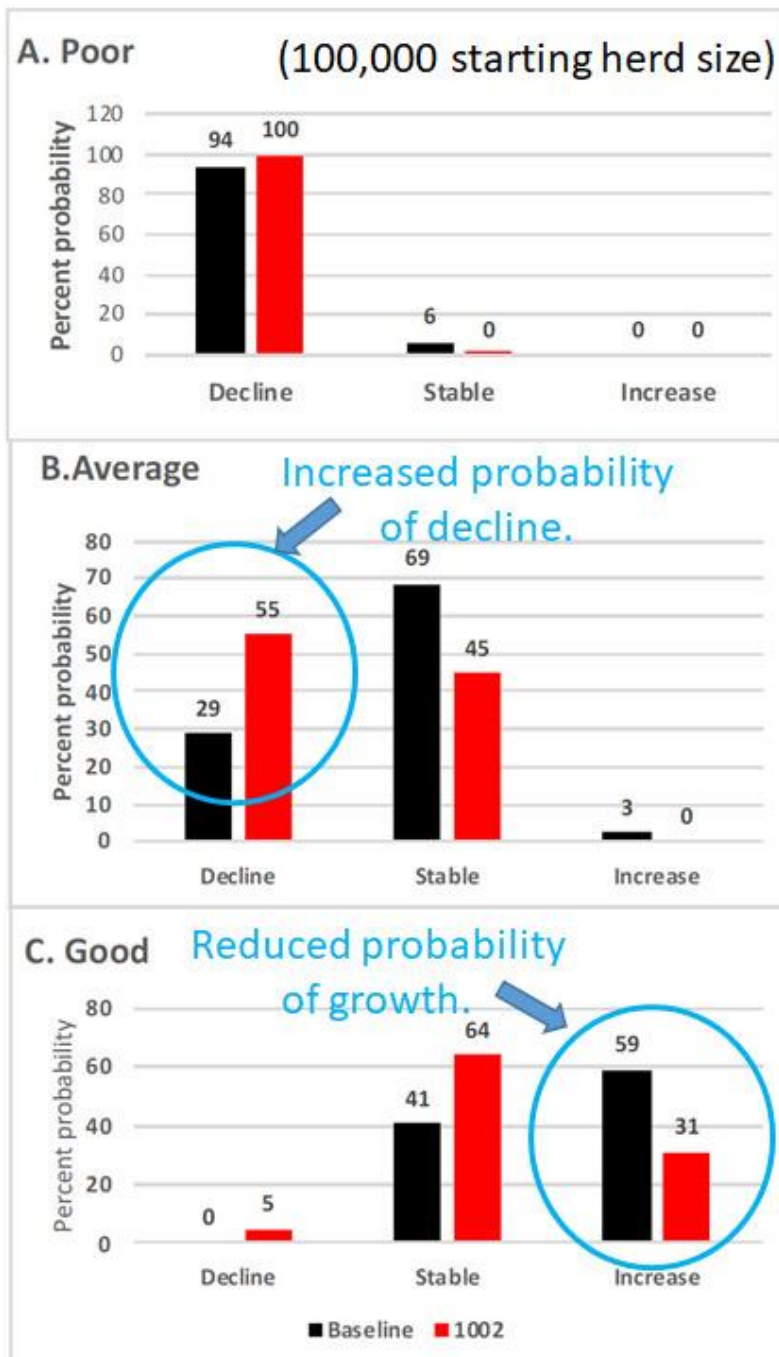 A. Poor (100,000 starting herd size)
Percent probability
120
100
80
60
40
20
0
94 100
6 0
0 0
Decline Stable Increase
B.Average Increased probability
of decline.
Percent probability
80
70
60
50
40
30
20
10
0
29 55
69 45
3 0
Decline Stable Increase
C. Good Reduced probability
of growth.
Percent probability
80
60
40
20
0
0 5
41 64
59 31
Decline Stable Increase
Baseline 1002